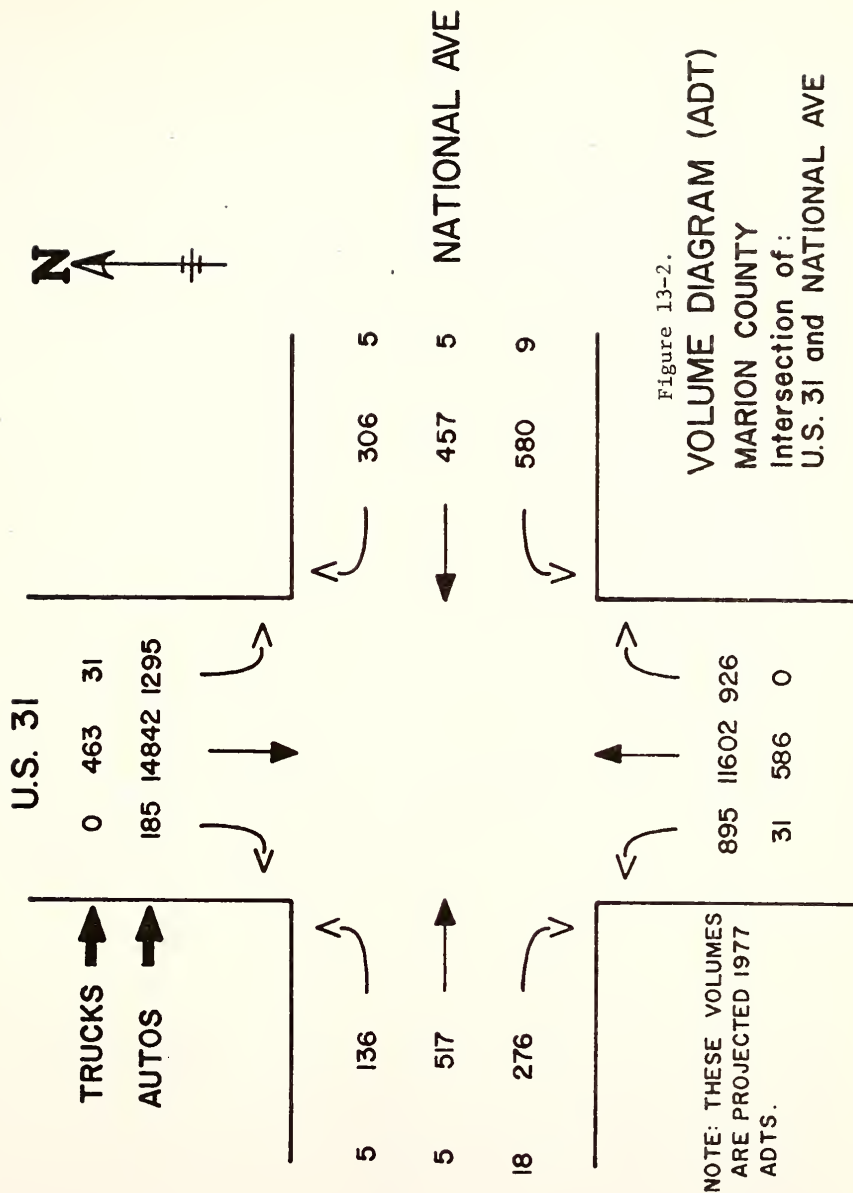 U.S. 31
N
TRUCKS 0 463 31
AUTOS 185 14842 1295
5 136
5 517
18 276
306 5
457 5
580 9
NATIONAL AVE
895 11602 926
31 586 0
NOTE: THESE VOLUMES
ARE PROJECTED 1977
ADTS.
Figure 13-2.
VOLUME DIAGRAM (ADT)
MARION COUNTY
Intersection of:
U.S. 31 and NATIONAL AVE